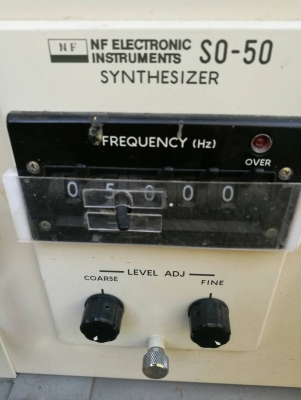 NF NF ELECTRONIC INSTRUMENTS SO-50
SYNTHESIZER
FREQUENCY (Hz)
OVER
0 5 0 0 0
LEVEL ADJ
COARSE FINE